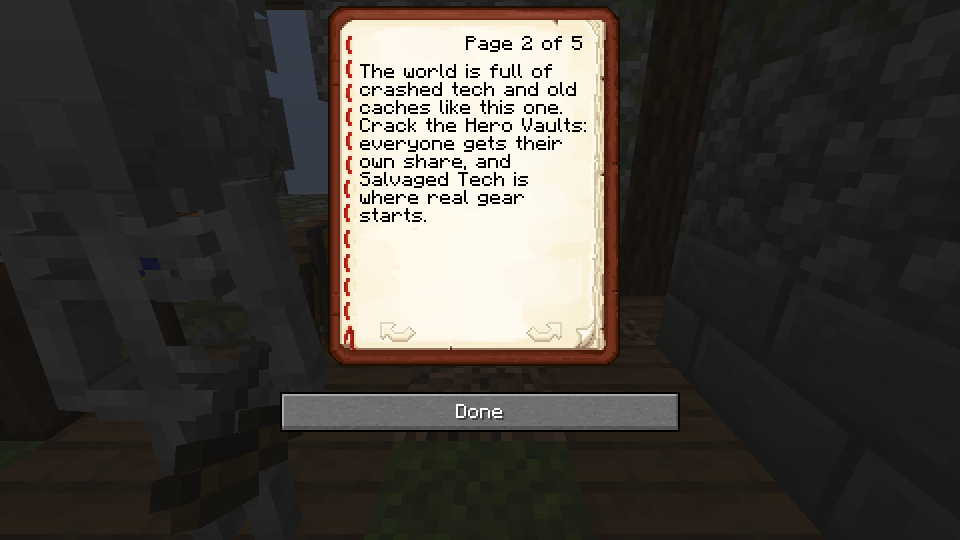 Page 2 of 5
The world is full of
crashed tech and old
caches like this one.
Crack the Hero Vaults:
everyone gets their
own share, and
Salvaged Tech is
where real gear
starts.
Done